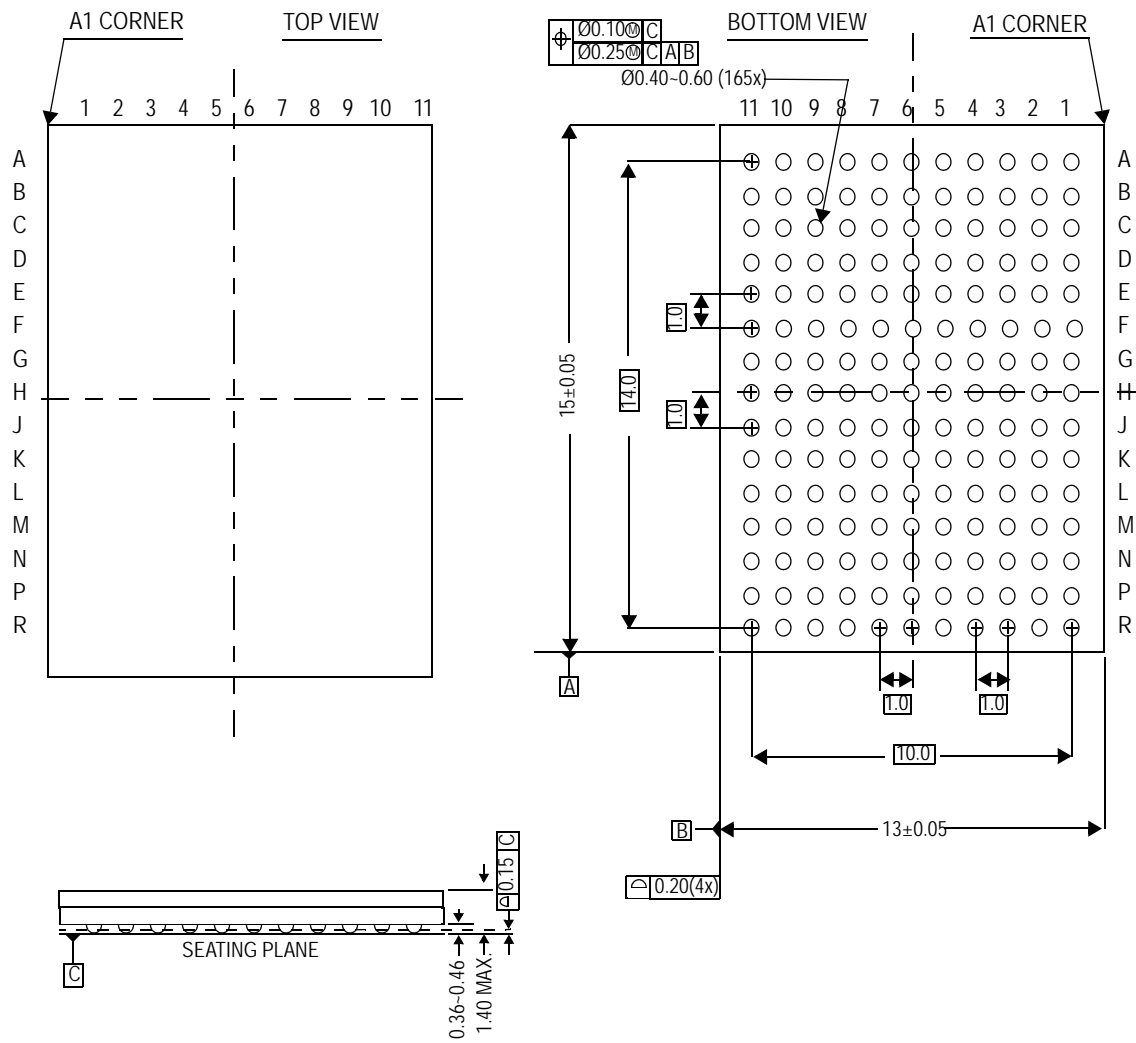 A1 CORNER
TOP VIEW
1 2 3 4 5 6 7 8 9 10 11
A
B
C
D
E
F
G
H
J
K
L
M
N
P
R
Ø0.10Ⓜ C
Ø0.25Ⓜ C A B
Ø0.40~0.60 (165x)
BOTTOM VIEW
A1 CORNER
11 10 9 8 7 6 5 4 3 2 1
A
B
C
D
E
F
G
H
J
K
L
M
N
P
R
15±0.05
14.0
1.0
1.0
A
1.0
1.0
10.0
B
13±0.05
0.20(4x)
0.15 C
SEATING PLANE
C
0.36~0.46
1.40 MAX.